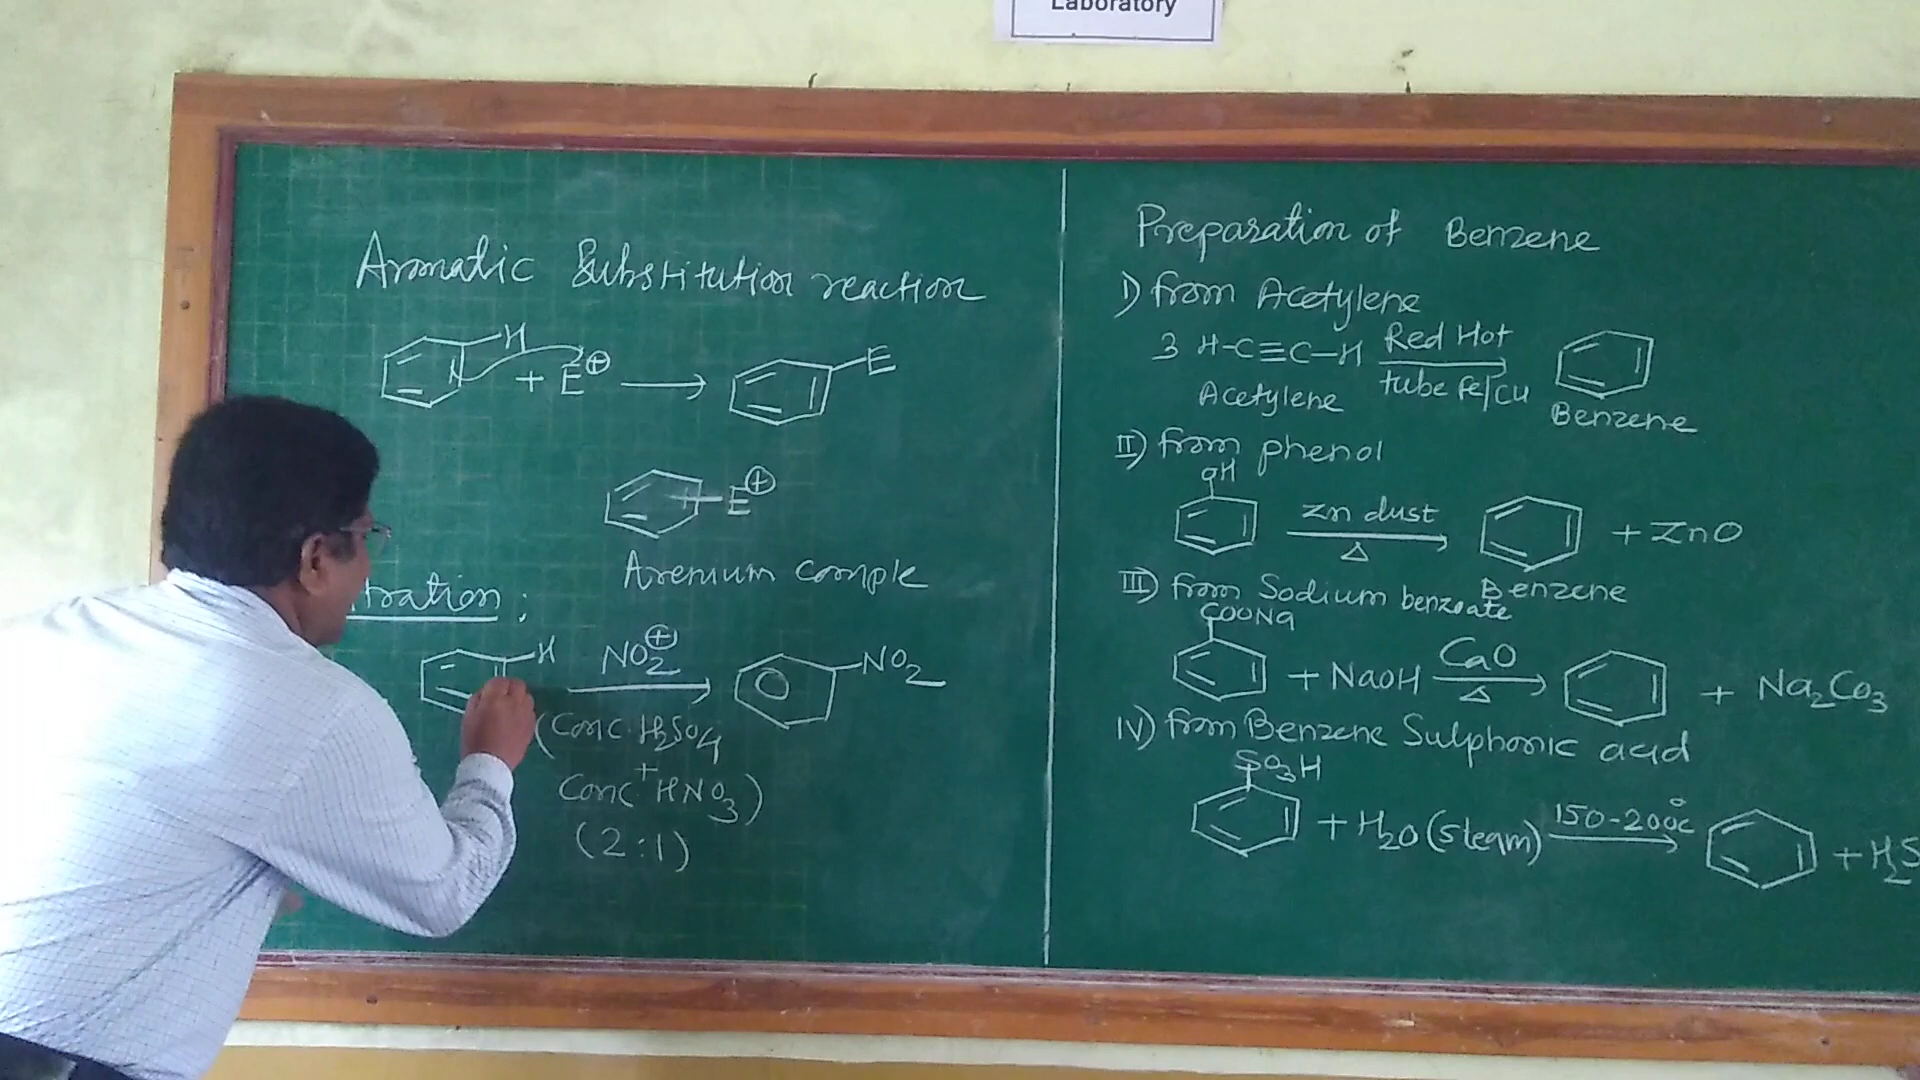 Laboratory
Aromatic Substitution reaction
H
+ E⊕ → E
E⊕
Arenium comple
tration :
H NO2⊕ → NO2
(Conc. H2SO4
+
Conc HNO3)
(2:1)
Preparation of Benzene
I) from Acetylene
3 H-C≡C-H Red Hot
tube Fe/Cu
Acetylene Benzene
II) from phenol
OH
Zn dust → + ZnO
Δ
Benzene
III) from Sodium benzoate
COONa
+ NaOH CaO → + Na2CO3
Δ
IV) from Benzene Sulphonic acid
SO3H
+ H2O (steam) 150-200°C → + H2S